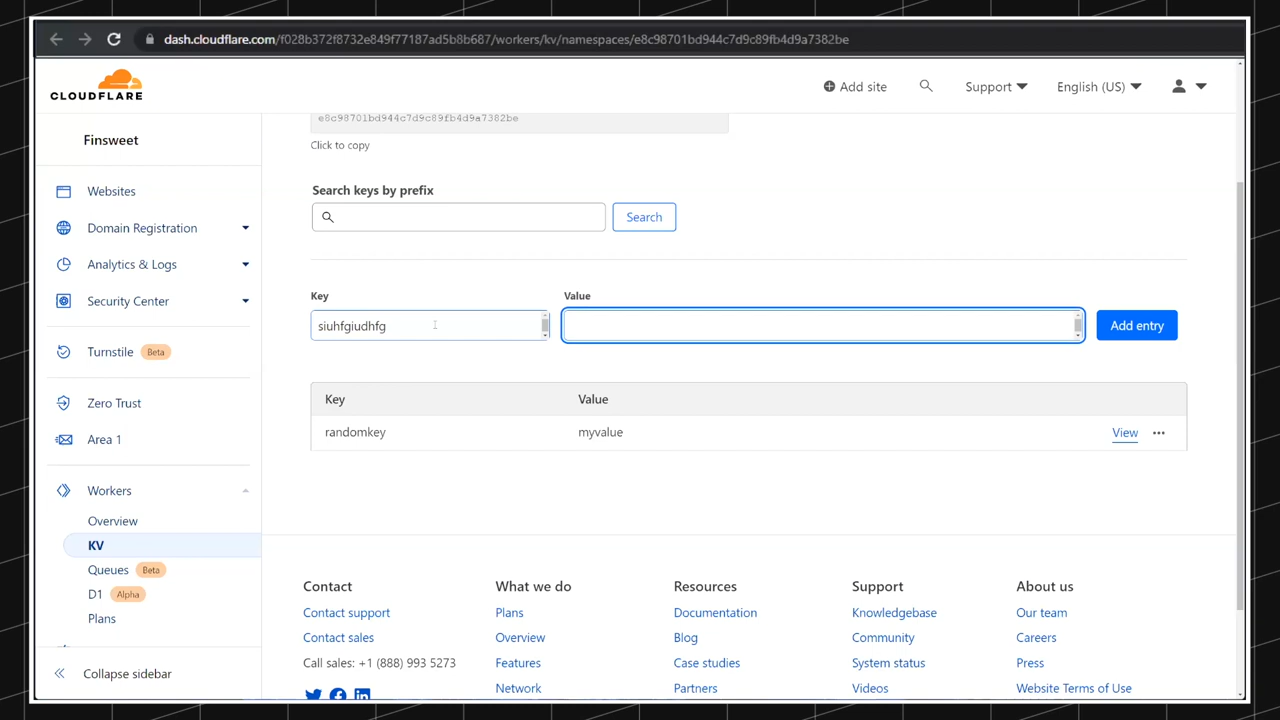 dash.cloudflare.com/f028b372f8732e849f77187ad5b8b687/workers/kv/namespaces/e8c98701bd944c7d9c89fb4d9a7382be
CLOUDFLARE
Add site
Support
English (US)
Finsweet
Websites
Domain Registration
Analytics & Logs
Security Center
Turnstile Beta
Zero Trust
Area 1
Workers
Overview
KV
Queues Beta
D1 Alpha
Plans
Collapse sidebar
e8c98701bd944c7d9c89fb4d9a7382be
Click to copy
Search keys by prefix
Search
Key Value
siuhfgiudhfg
Add entry
Key Value
randomkey myvalue View
Contact
Contact support
Contact sales
Call sales: +1 (888) 993 5273
What we do
Plans
Overview
Features
Network
Resources
Documentation
Blog
Case studies
Partners
Support
Knowledgebase
Community
System status
Videos
About us
Our team
Careers
Press
Website Terms of Use